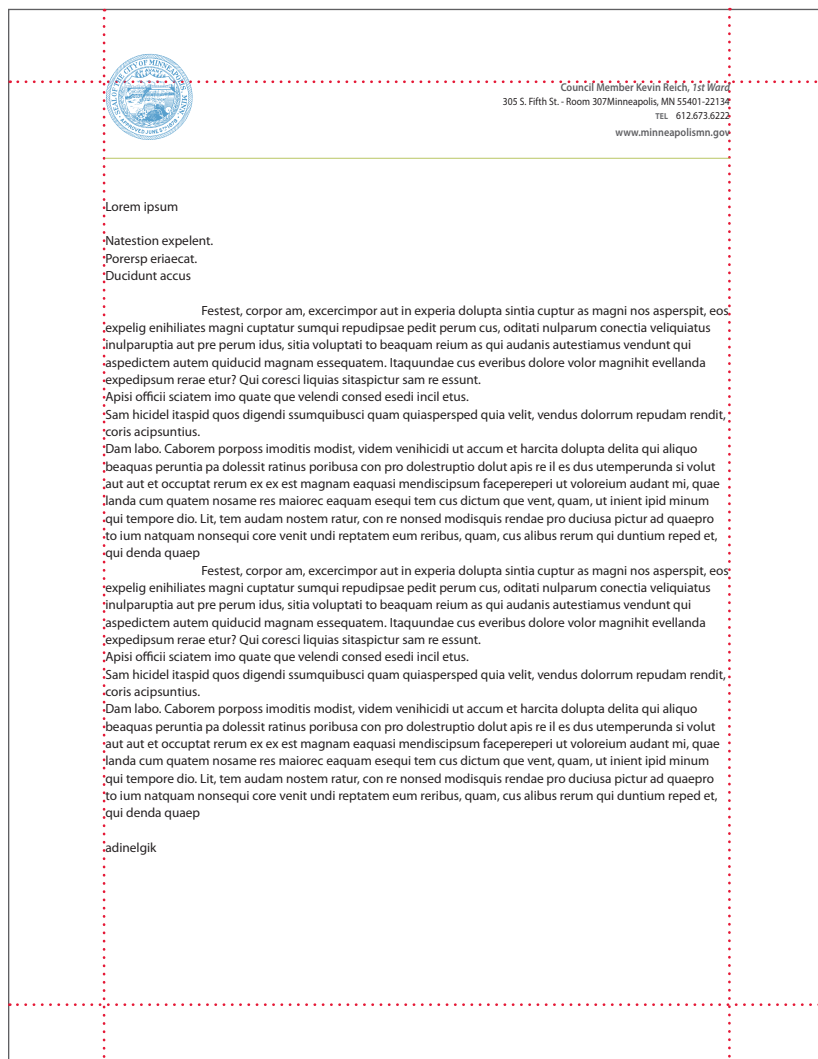 SEAL OF THE CITY OF MINNEAPOLIS, MINN.
APPROVED JUNE 5TH 1878
Council Member Kevin Reich, 1st Ward
305 S. Fifth St. - Room 307Minneapolis, MN 55401-22134
TEL 612.673.6222
www.minneapolismn.gov
Lorem ipsum
Natestion expelent.
Porersp eriaecat.
Ducidunt accus
Festest, corpor am, excercimpor aut in experia dolupta sintia cuptur as magni nos asperspit, eos
expelig enihiliates magni cuptatur sumqui repudipsae pedit perum cus, oditati nulparum conectia veliquiatus
inulparuptia aut pre perum idus, sitia voluptati to beaquam reium as qui audanis autestiamus vendunt qui
aspedictem autem quiducid magnam essequatem. Itaquundae cus everibus dolore volor magnihit evellanda
expedipsum rerae etur? Qui coresci liquias sitaspictur sam re essunt.
Apisi officii sciatem imo quate que velendi consed esedi incil etus.
Sam hicidel itaspid quos digendi ssumquibusci quam quiaspersped quia velit, vendus dolorrum repudam rendit,
coris acipsuntius.
Dam labo. Caborem porposs imoditis modist, videm venihicidi ut accum et harcita dolupta delita qui aliquo
beaquas peruntia pa dolessit ratinus poribusa con pro dolestruptio dolut apis re il es dus utemperunda si volut
aut aut et occuptat rerum ex ex est magnam eaquasi mendiscipsum facepereperi ut voloreium audant mi, quae
landa cum quatem nosame res maiorec eaquam esequi tem cus dictum que vent, quam, ut inient ipid minum
qui tempore dio. Lit, tem audam nostem ratur, con re nonsed modisquis rendae pro duciusa pictur ad quaepro
to ium natquam nonsequi core venit undi reptatem eum reribus, quam, cus alibus rerum qui duntium reped et,
qui denda quaep
Festest, corpor am, excercimpor aut in experia dolupta sintia cuptur as magni nos asperspit, eos
expelig enihiliates magni cuptatur sumqui repudipsae pedit perum cus, oditati nulparum conectia veliquiatus
inulparuptia aut pre perum idus, sitia voluptati to beaquam reium as qui audanis autestiamus vendunt qui
aspedictem autem quiducid magnam essequatem. Itaquundae cus everibus dolore volor magnihit evellanda
expedipsum rerae etur? Qui coresci liquias sitaspictur sam re essunt.
Apisi officii sciatem imo quate que velendi consed esedi incil etus.
Sam hicidel itaspid quos digendi ssumquibusci quam quiaspersped quia velit, vendus dolorrum repudam rendit,
coris acipsuntius.
Dam labo. Caborem porposs imoditis modist, videm venihicidi ut accum et harcita dolupta delita qui aliquo
beaquas peruntia pa dolessit ratinus poribusa con pro dolestruptio dolut apis re il es dus utemperunda si volut
aut aut et occuptat rerum ex ex est magnam eaquasi mendiscipsum facepereperi ut voloreium audant mi, quae
landa cum quatem nosame res maiorec eaquam esequi tem cus dictum que vent, quam, ut inient ipid minum
qui tempore dio. Lit, tem audam nostem ratur, con re nonsed modisquis rendae pro duciusa pictur ad quaepro
to ium natquam nonsequi core venit undi reptatem eum reribus, quam, cus alibus rerum qui duntium reped et,
qui denda quaep
adinelgik